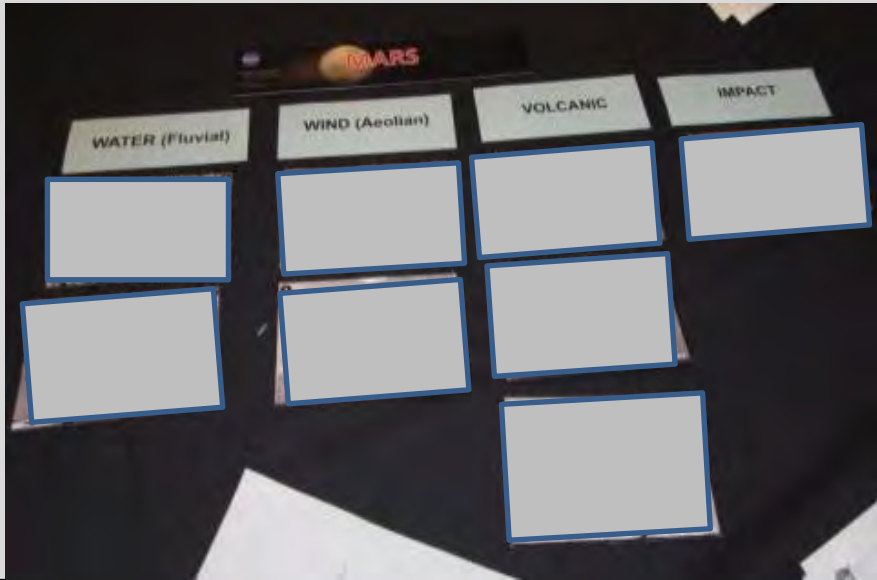 MARS
WATER (Fluvial)
WIND (Aeolian)
VOLCANIC
IMPACT